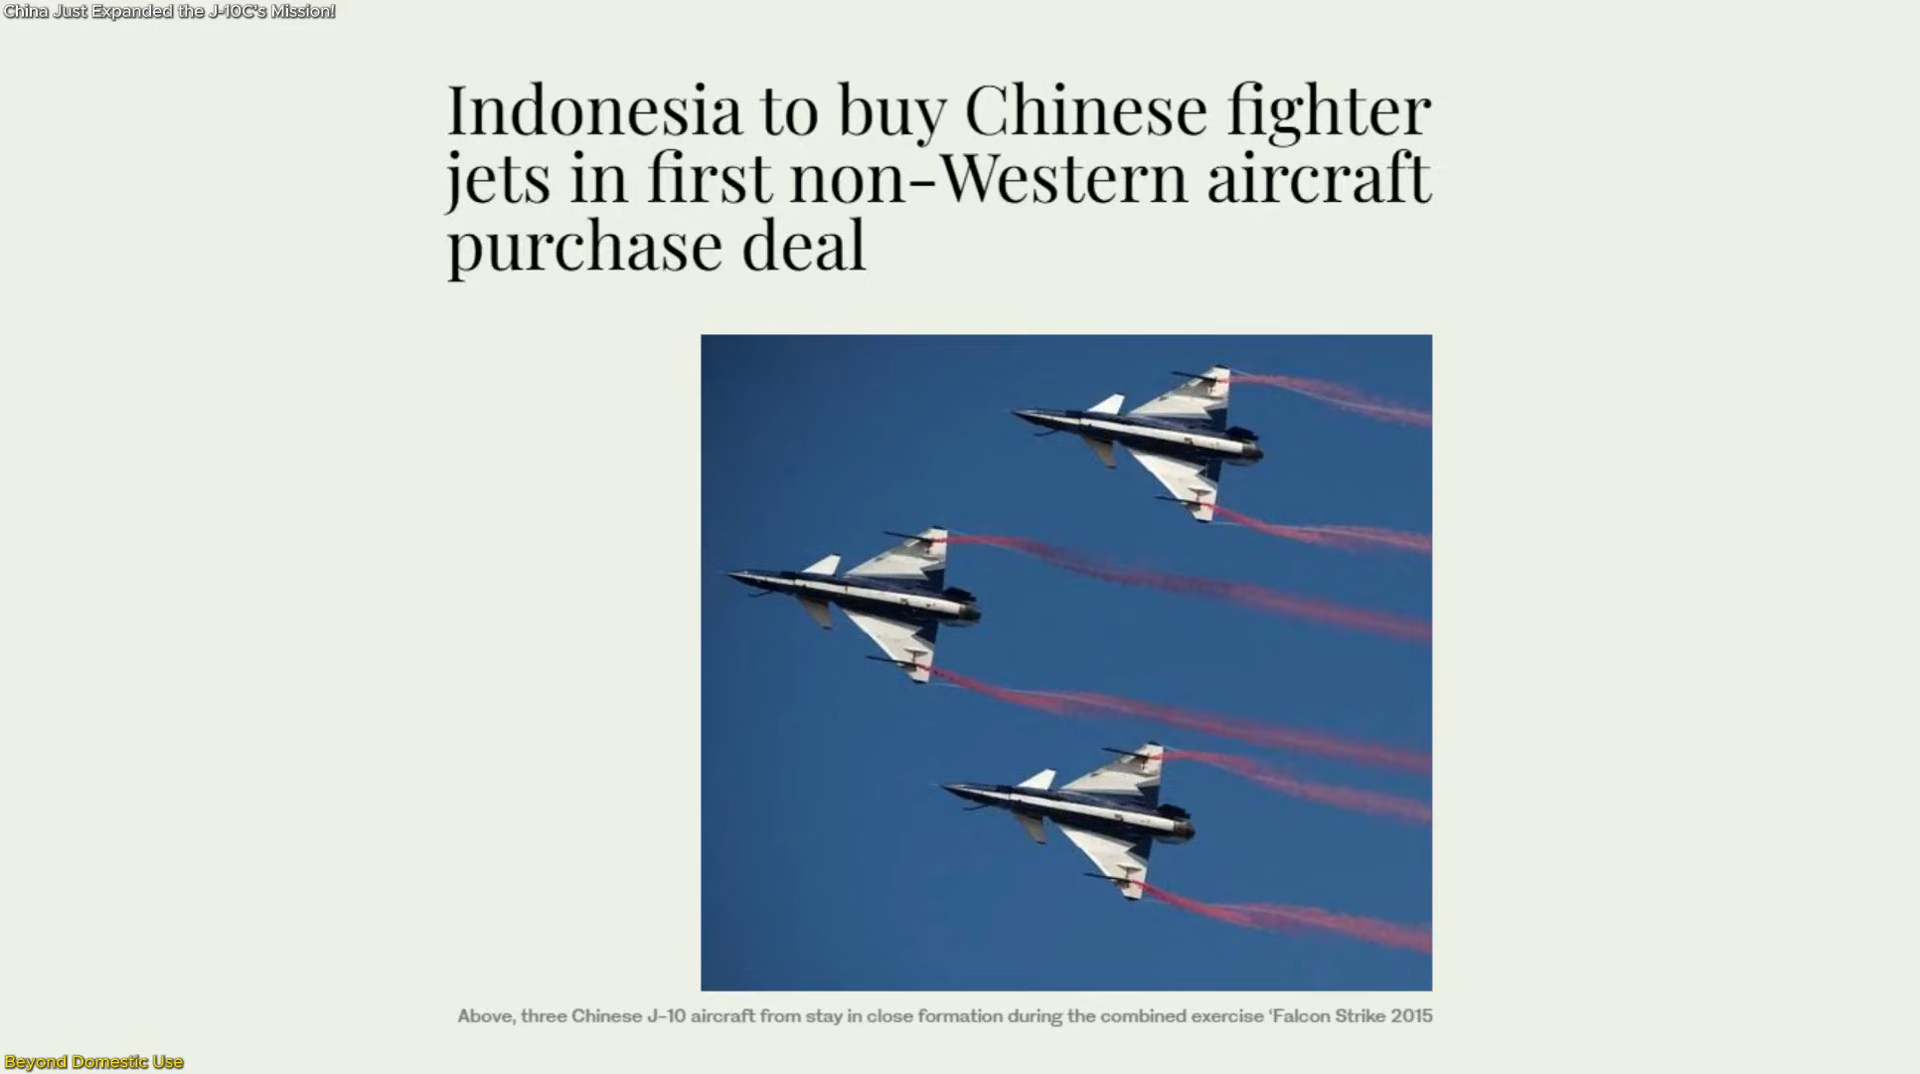 China Just Expanded the J-10C's Mission!
Indonesia to buy Chinese fighter
jets in first non-Western aircraft
purchase deal
Above, three Chinese J-10 aircraft from stay in close formation during the combined exercise ‘Falcon Strike 2015
Beyond Domestic Use